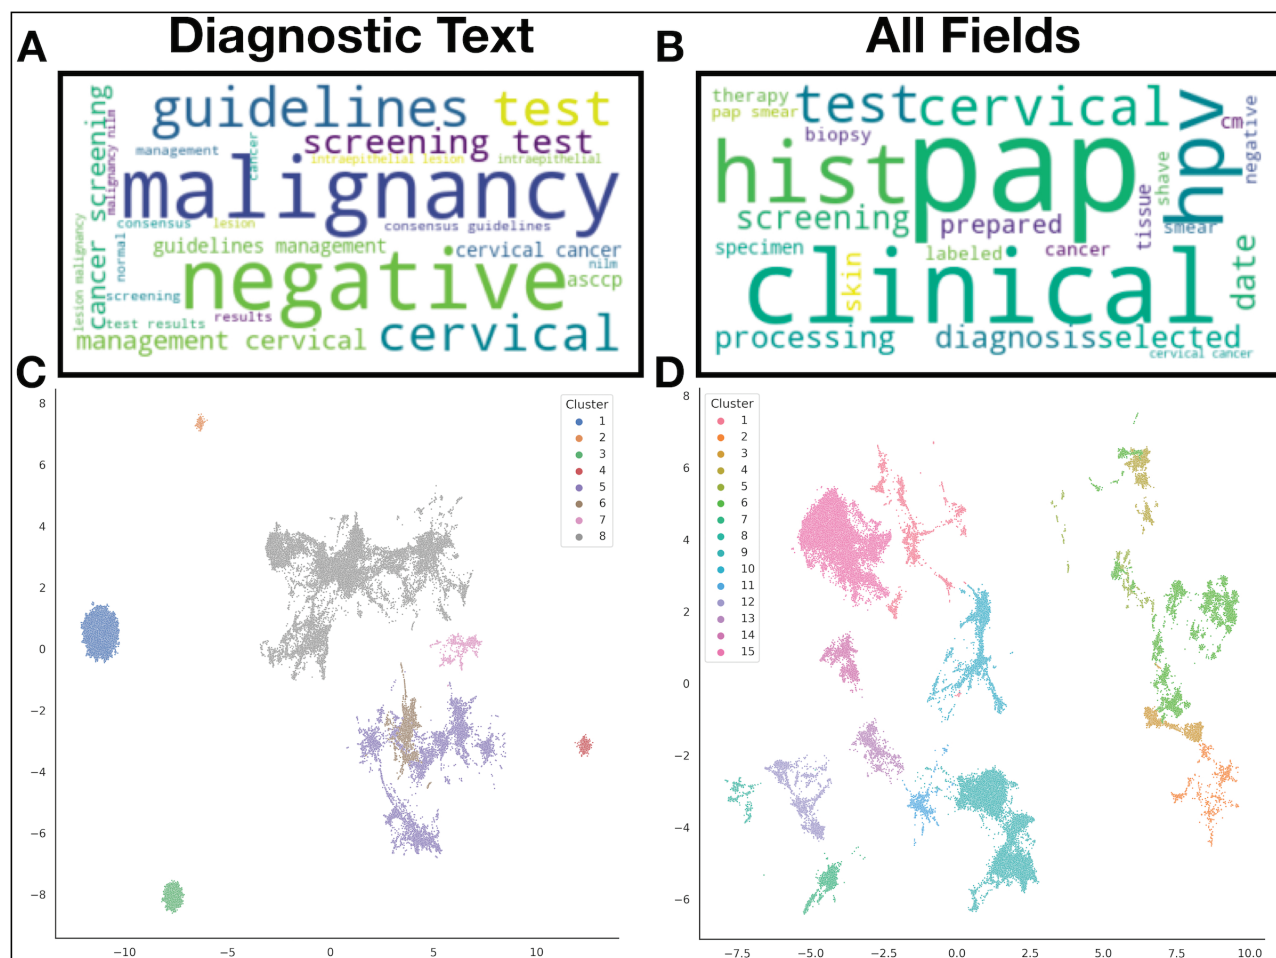 A
Diagnostic Text
B
All Fields
cancer screening
malignancy nilm
guidelines
test
management
cancer
screening test
intraepithelial lesion
intraepithelial
malignancy
consensus
lesion
consensus guidelines
lesion malignancy
normal
guidelines management
cervical cancer
nilm
negative
asccp
screening
test results
results
management cervical
cervical
therapy
pap smear
test
cervical
hpv
cm
negative
biopsy
hist
pap
shave
tissue
screening
prepared
smear
specimen
labeled
cancer
skin
clinical
date
processing
diagnosis
selected
cervical cancer
C
8
6
4
2
0
−2
−4
−6
−8
−10
−5
0
5
10
Cluster
1
2
3
4
5
6
7
8
D
8
6
4
2
0
−2
−4
−6
−7.5
−5.0
−2.5
0.0
2.5
5.0
7.5
10.0
Cluster
1
2
3
4
5
6
7
8
9
10
11
12
13
14
15